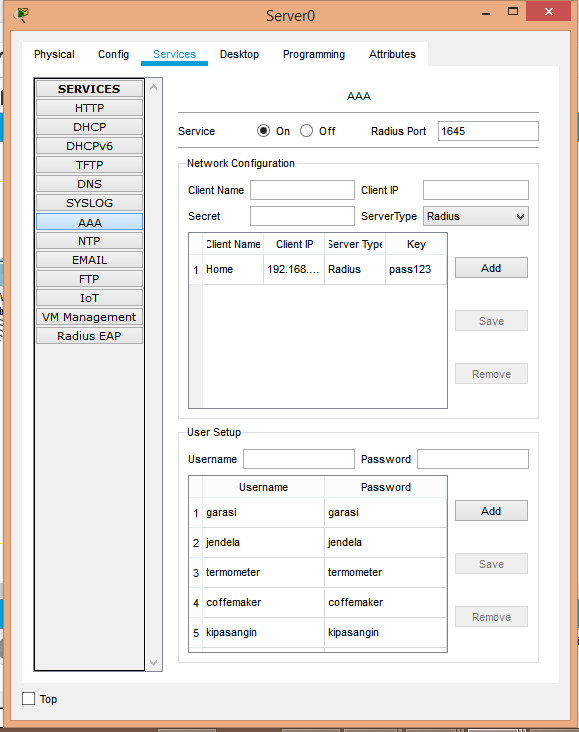 Server0
Physical Config Services Desktop Programming Attributes
SERVICES
HTTP
DHCP
DHCPv6
TFTP
DNS
SYSLOG
AAA
NTP
EMAIL
FTP
IoT
VM Management
Radius EAP
AAA
Service On Off Radius Port 1645
Network Configuration
Client Name Client IP
Secret ServerType Radius
Client Name Client IP Server Type Key
1 Home 192.168.... Radius pass123
Add
Save
Remove
User Setup
Username Password
Username Password
1 garasi garasi
2 jendela jendela
3 termometer termometer
4 coffemaker coffemaker
5 kipasangin kipasangin
Add
Save
Remove
Top